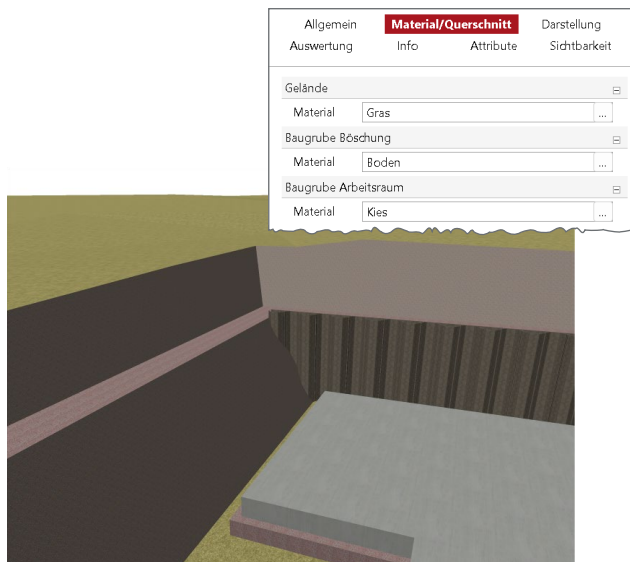 Allgemein Material/Querschnitt Darstellung
Auswertung Info Attribute Sichtbarkeit
Gelände
Material Gras ...
Baugrube Böschung
Material Boden ...
Baugrube Arbeitsraum
Material Kies ...